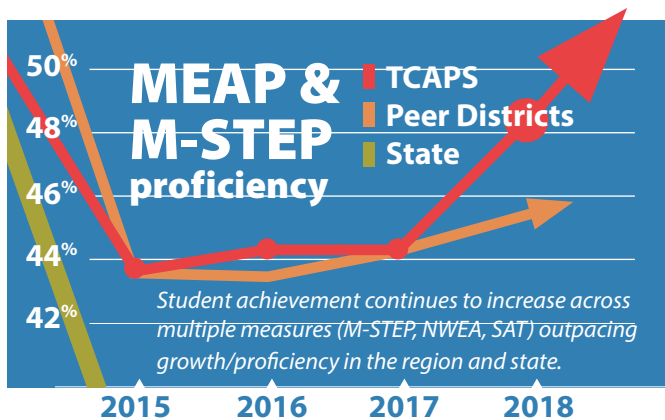 50%
48%
46%
44%
42%
MEAP &
M-STEP
proficiency
TCAPS
Peer Districts
State
Student achievement continues to increase across
multiple measures (M-STEP, NWEA, SAT) outpacing
growth/proficiency in the region and state.
2015 2016 2017 2018